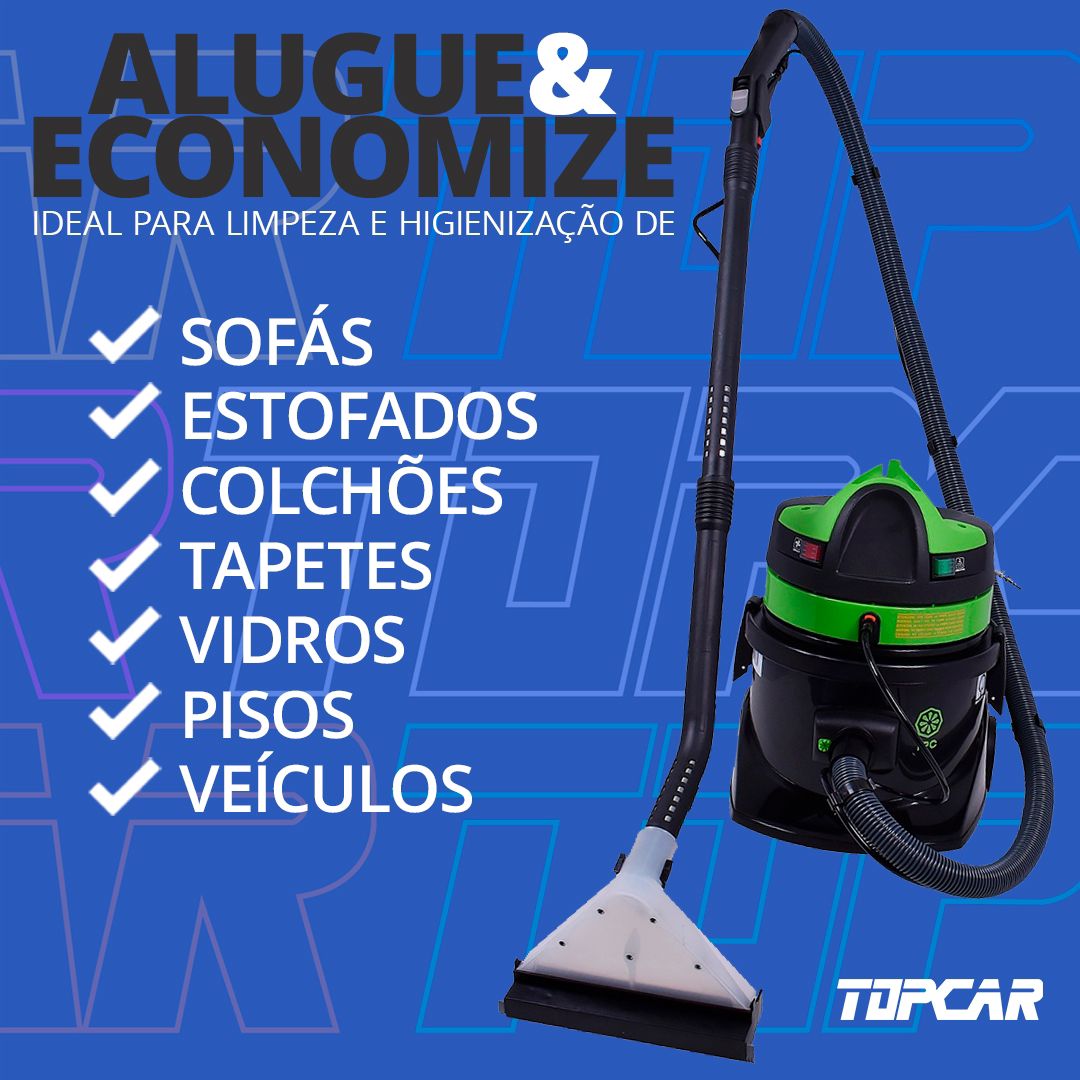 ALUGUE&
ECONOMIZE
IDEAL PARA LIMPEZA E HIGIENIZAÇÃO DE
SOFÁS
ESTOFADOS
COLCHÕES
TAPETES
VIDROS
PISOS
VEÍCULOS
TOPCAR